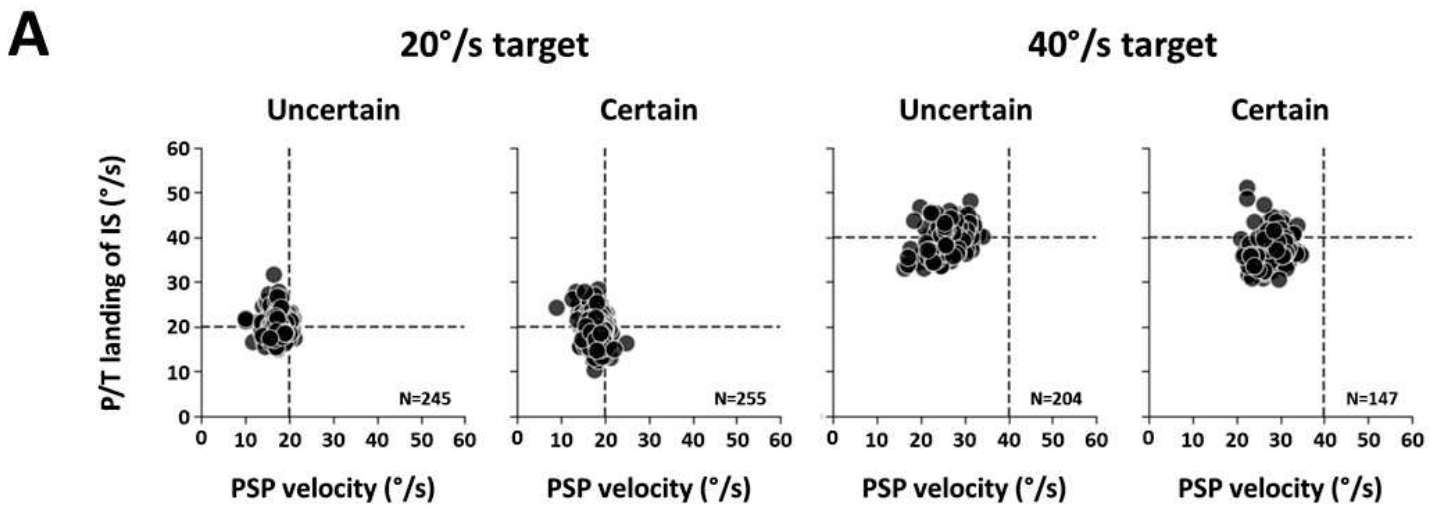 A
20°/s target
40°/s target
Uncertain
Certain
Uncertain
Certain
P/T landing of IS (°/s)
60
50
40
30
20
10
0
N=245
N=255
N=204
N=147
0 10 20 30 40 50 60
0 10 20 30 40 50 60
0 10 20 30 40 50 60
0 10 20 30 40 50 60
PSP velocity (°/s)
PSP velocity (°/s)
PSP velocity (°/s)
PSP velocity (°/s)